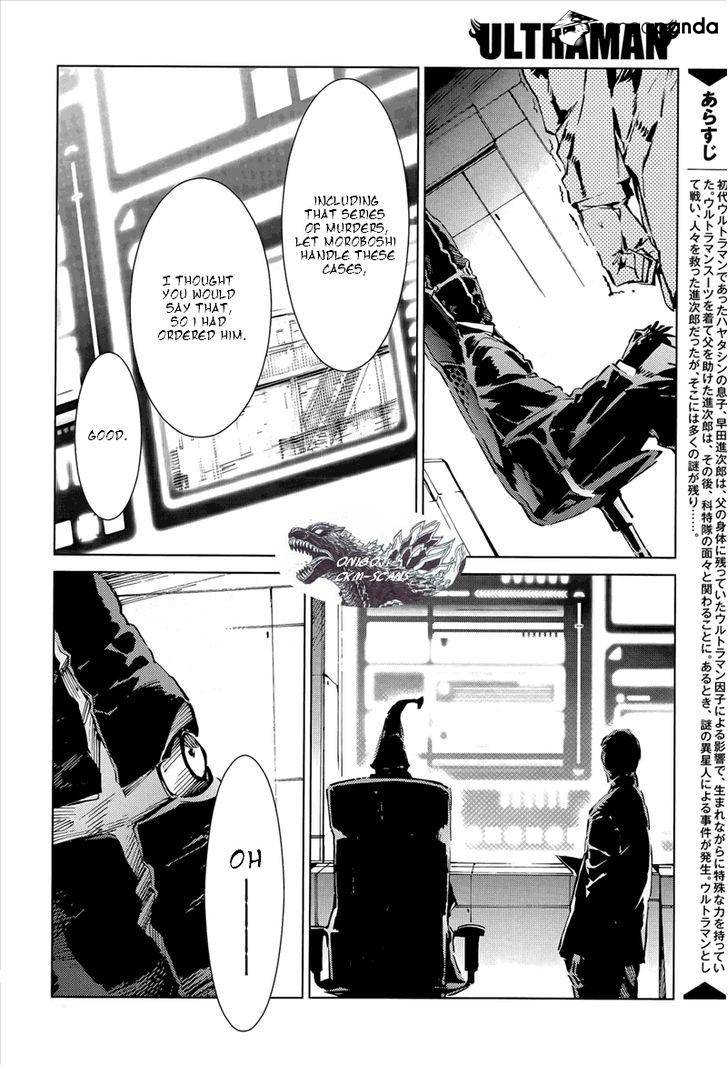 mangapanda
ULTRAMAN
あらすじ
初代ウルトラマンであったハヤタ・シンの息子、早田進次郎は、父の身体に残っていたウルトラマン因子による影響で、生まれながらに特殊な力を持ってい
た。ウルトラマンスーツを着て父を助けた進次郎は、その後、科特隊の面々と関わることに。あるとき、謎の異星人による事件が発生。ウルトラマンとし
て戦い、人々を救った進次郎だったが、そこには多くの謎が残り……。
INCLUDING
THAT SERIES
OF MURDERS,
LET MOROBOSHI
HANDLE THESE
CASES,
I THOUGHT
YOU WOULD
SAY THAT,
SO I HAD
ORDERED HIM.
GOOD.
ONIGOJI
CKM-SCANS
OH